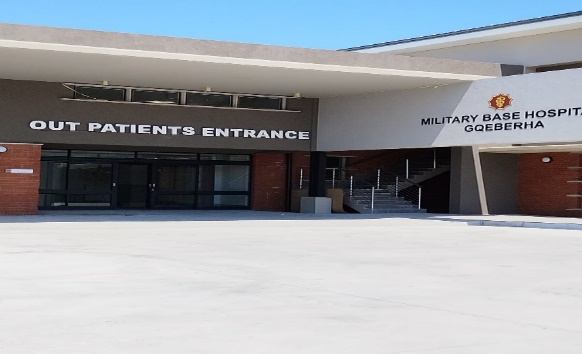 OUT PATIENTS ENTRANCE
MILITARY BASE HOSPITA
GQEBERHA